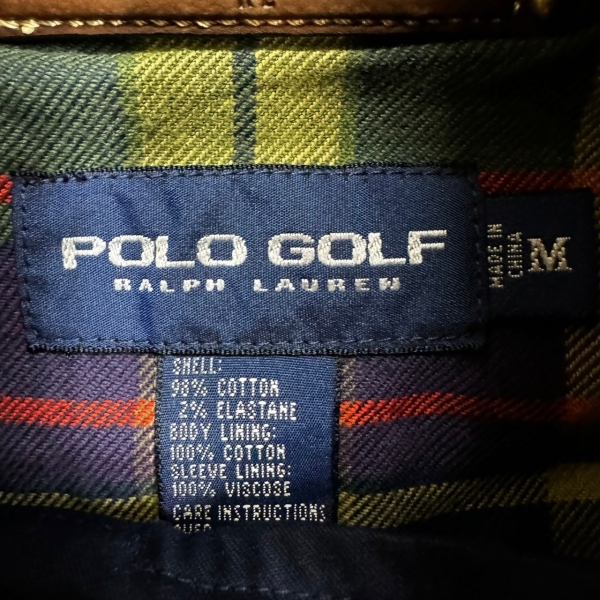 POLO GOLF
RALPH LAUREN
MADE IN
CHINA
M
SHELL:
98% COTTON
2% ELASTANE
BODY LINING:
100% COTTON
SLEEVE LINING:
100% VISCOSE
CARE INSTRUCTIONS